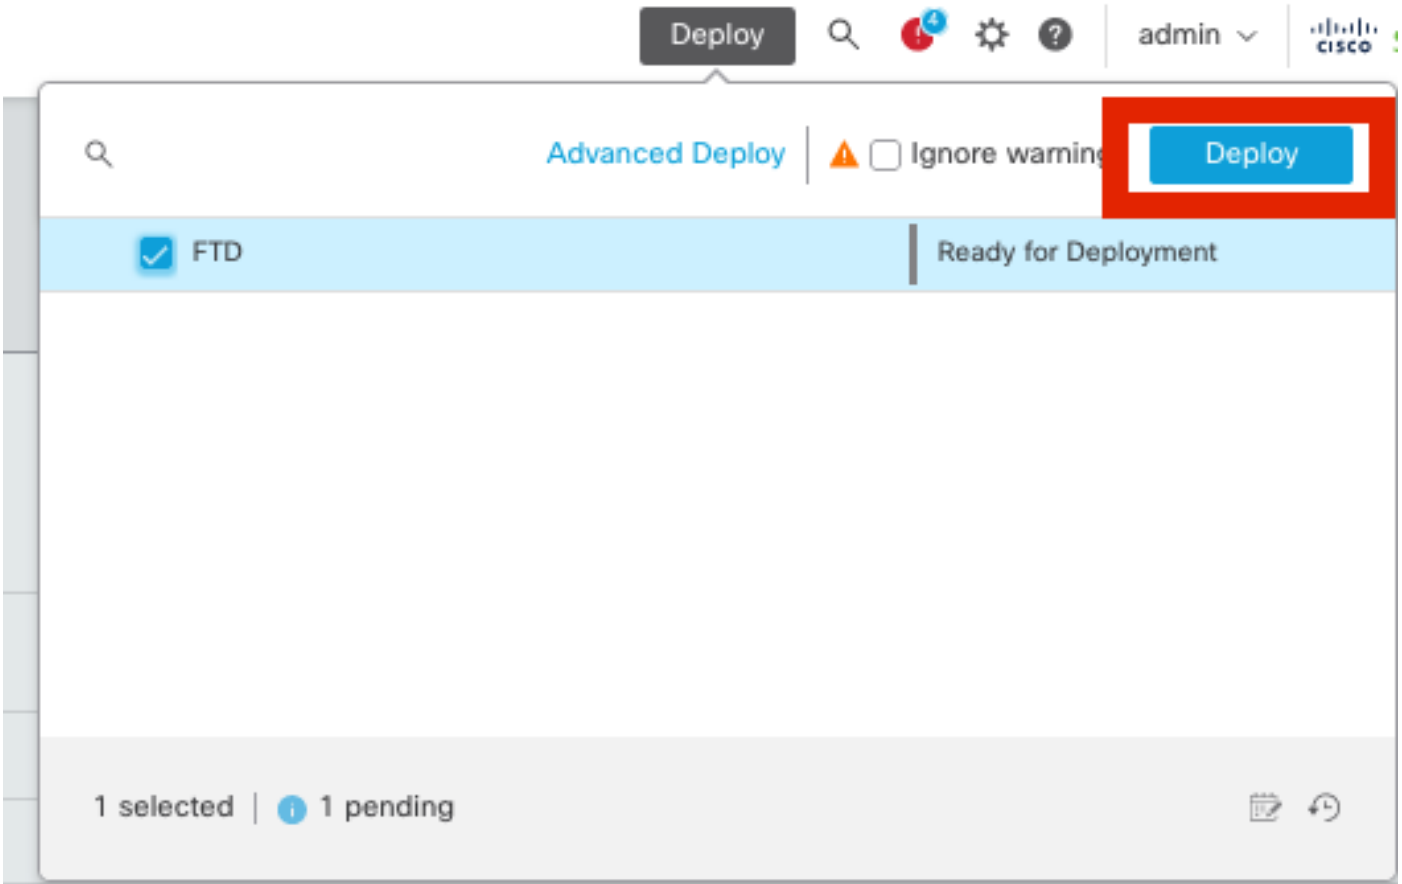 Deploy 4 ? admin cisco
Advanced Deploy Ignore warning Deploy
FTD Ready for Deployment
1 selected | i 1 pending